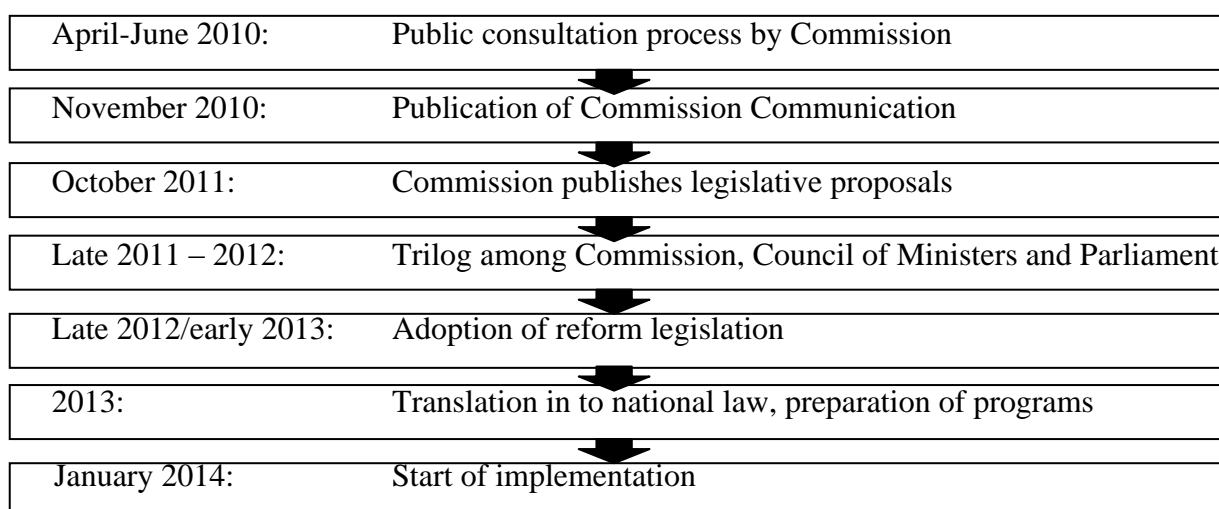 April-June 2010: Public consultation process by Commission
November 2010: Publication of Commission Communication
October 2011: Commission publishes legislative proposals
Late 2011 – 2012: Trilog among Commission, Council of Ministers and Parliament
Late 2012/early 2013: Adoption of reform legislation
2013: Translation in to national law, preparation of programs
January 2014: Start of implementation